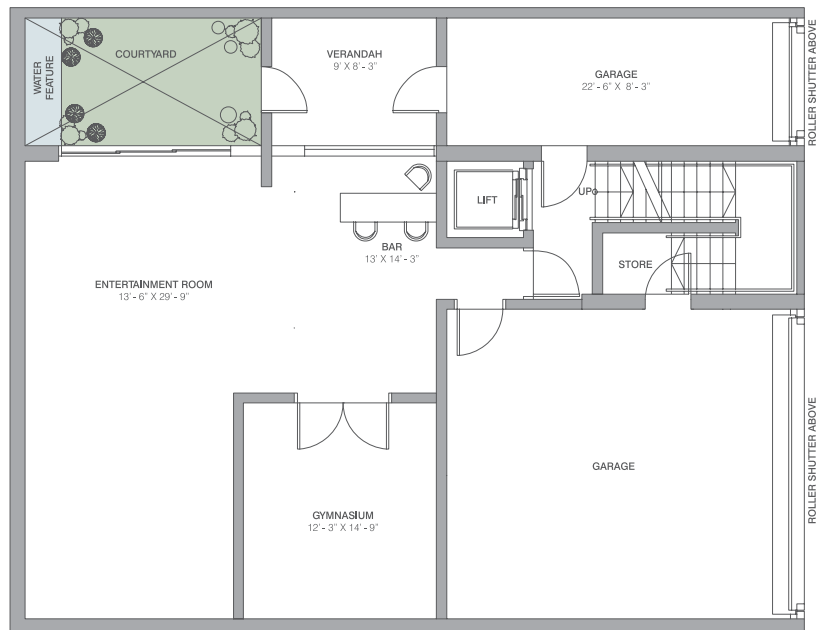 WATER
FEATURE
COURTYARD
VERANDAH
9' X 8' - 3"
GARAGE
22' - 6" X 8' - 3"
ROLLER SHUTTER ABOVE
LIFT
UP
BAR
13' X 14' - 3"
STORE
ENTERTAINMENT ROOM
13' - 6" X 29' - 9"
GARAGE
ROLLER SHUTTER ABOVE
GYMNASIUM
12' - 3" X 14' - 9"